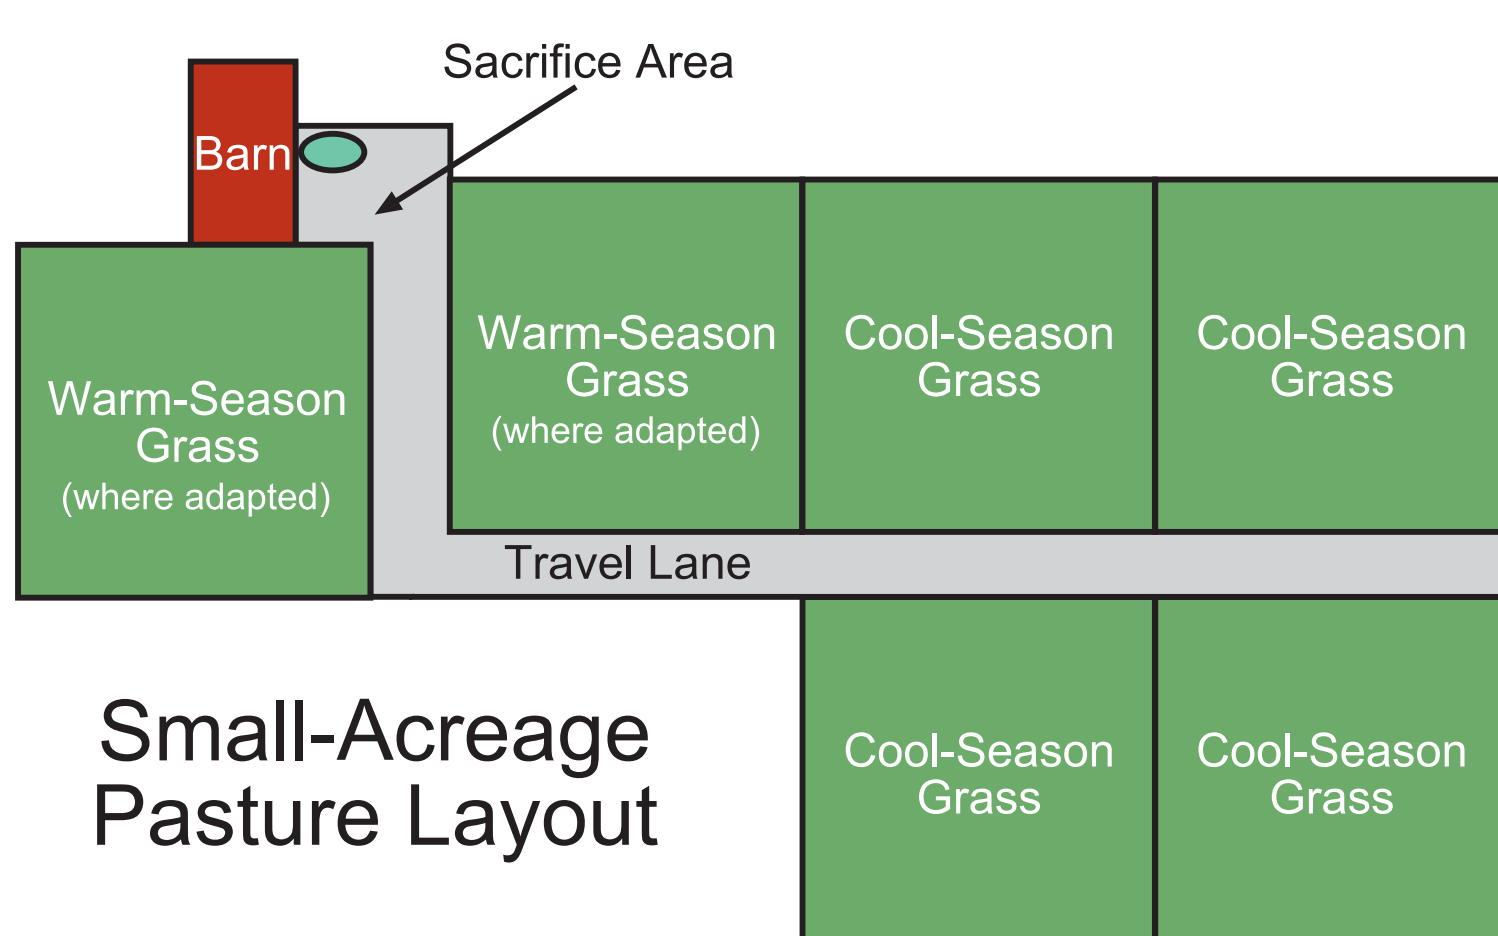 Sacrifice Area
Barn
Warm-Season
Grass
(where adapted)
Warm-Season
Grass
(where adapted)
Cool-Season
Grass
Cool-Season
Grass
Travel Lane
Small-Acreage
Pasture Layout
Cool-Season
Grass
Cool-Season
Grass